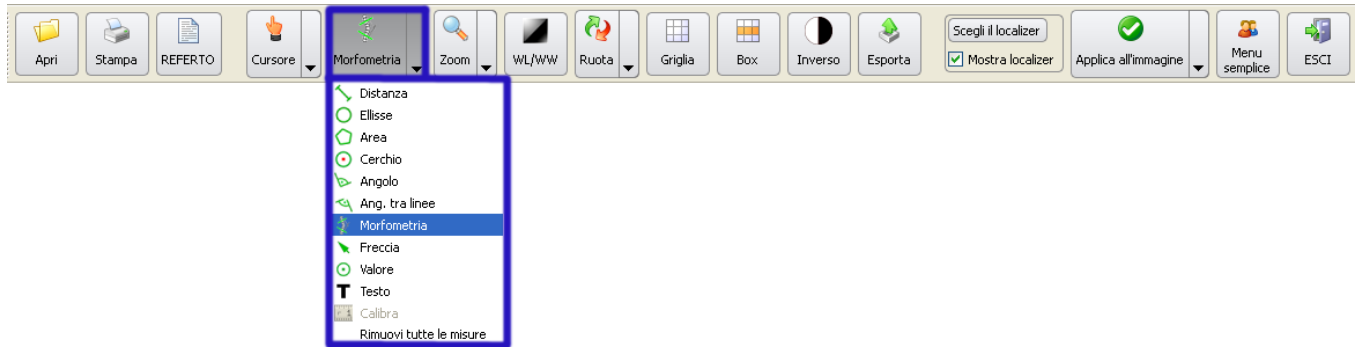 Apri
Stampa
REFERTO
Cursore
Morfometria
Zoom
WL/WW
Ruota
Griglia
Box
Inverso
Esporta
Scegli il localizer
Mostra localizer
Applica all'immagine
Menu
semplice
ESCI
Distanza
Ellisse
Area
Cerchio
Angolo
Ang. tra linee
Morfometria
Freccia
Valore
T Testo
Calibra
Rimuovi tutte le misure